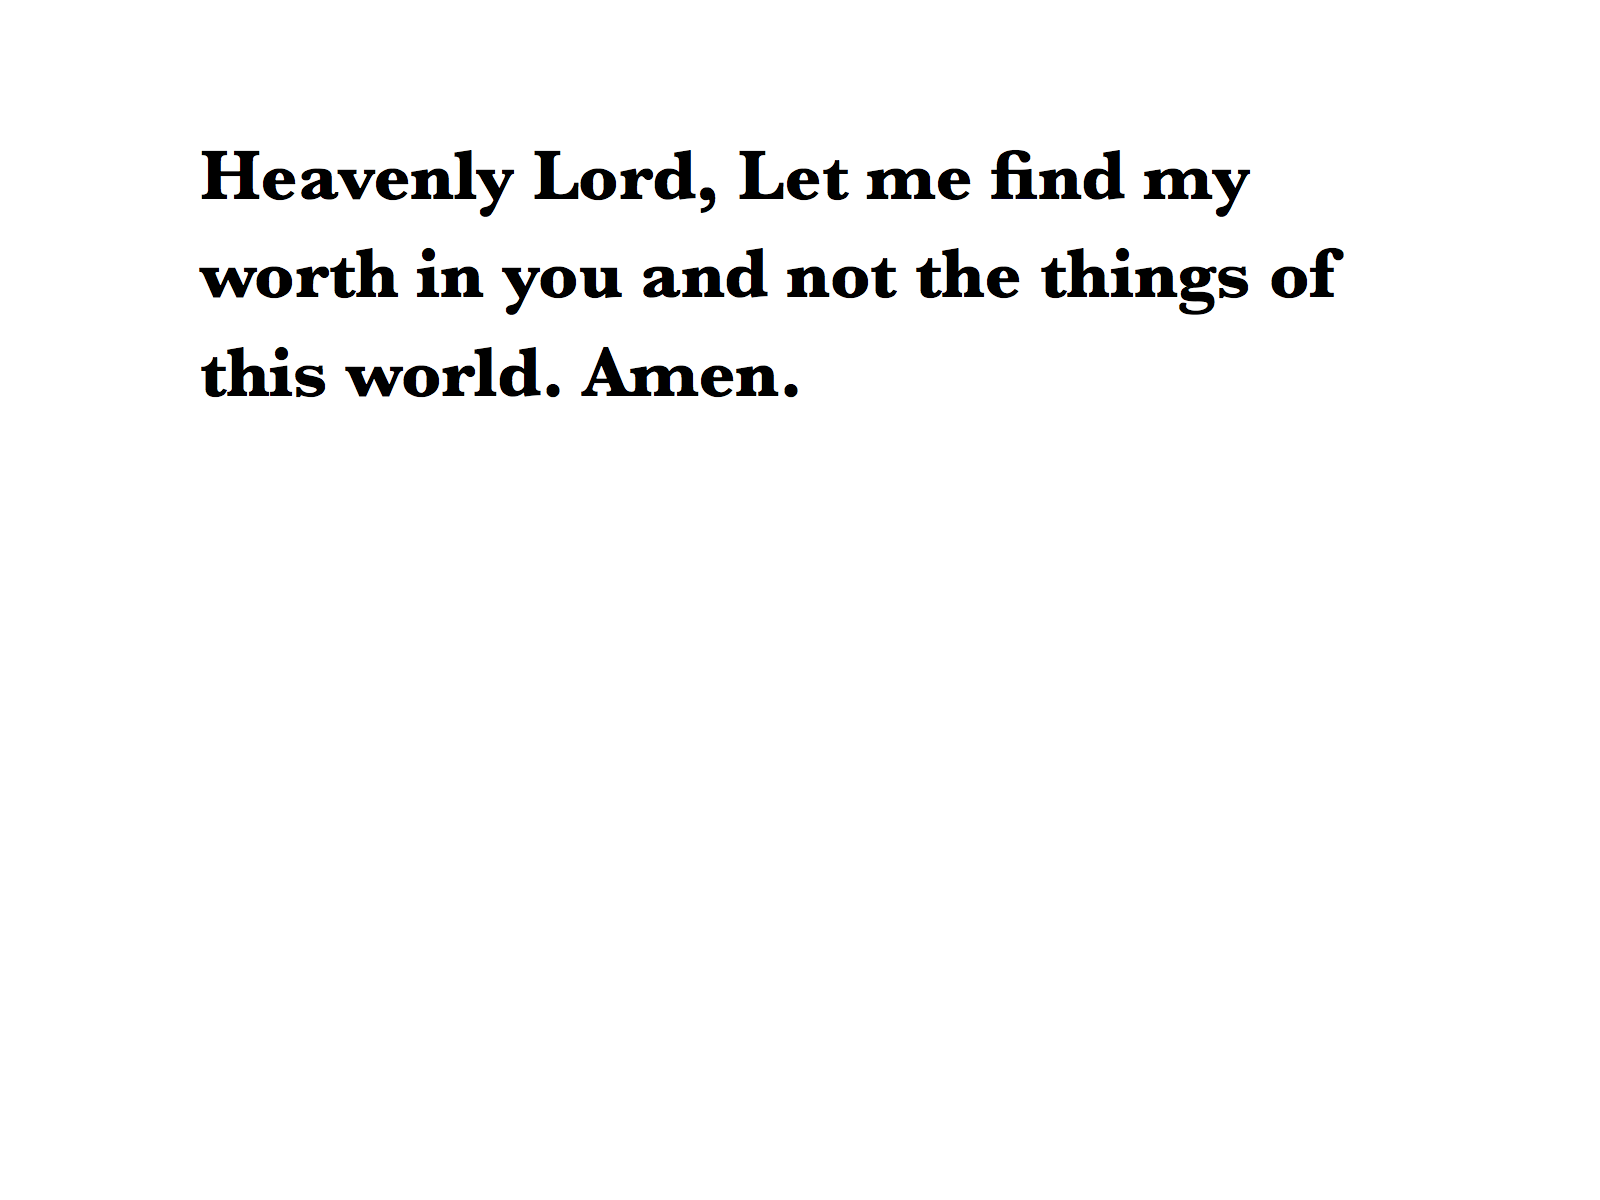 Heavenly Lord, Let me find my
worth in you and not the things of
this world. Amen.